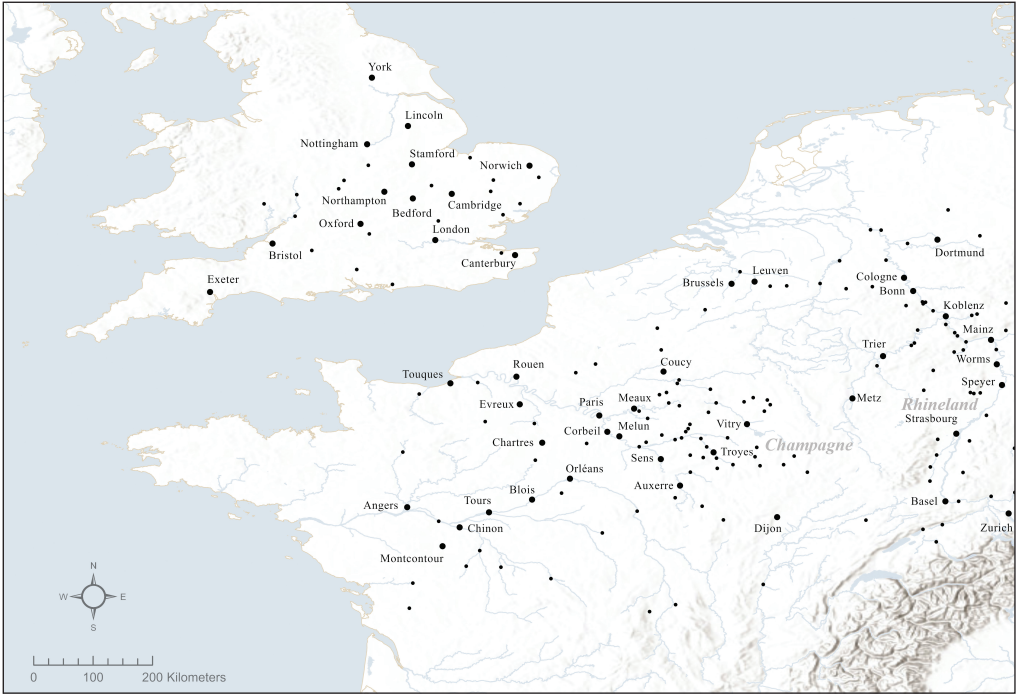 York
Lincoln
Nottingham
Stamford
Norwich
Northampton
Cambridge
Bedford
Oxford
London
Bristol
Canterbury
Exeter
Dortmund
Leuven
Cologne
Brussels
Bonn
Koblenz
Mainz
Trier
Coucy
Worms
Rouen
Touques
Speyer
Metz
Rhineland
Evreux
Paris
Meaux
Strasbourg
Corbeil
Melun
Vitry
Chartres
Champagne
Sens
Troyes
Orléans
Auxerre
Blois
Angers
Tours
Basel
Chinon
Dijon
Zurich
Montcontour
N
W
E
S
0 100 200 Kilometers